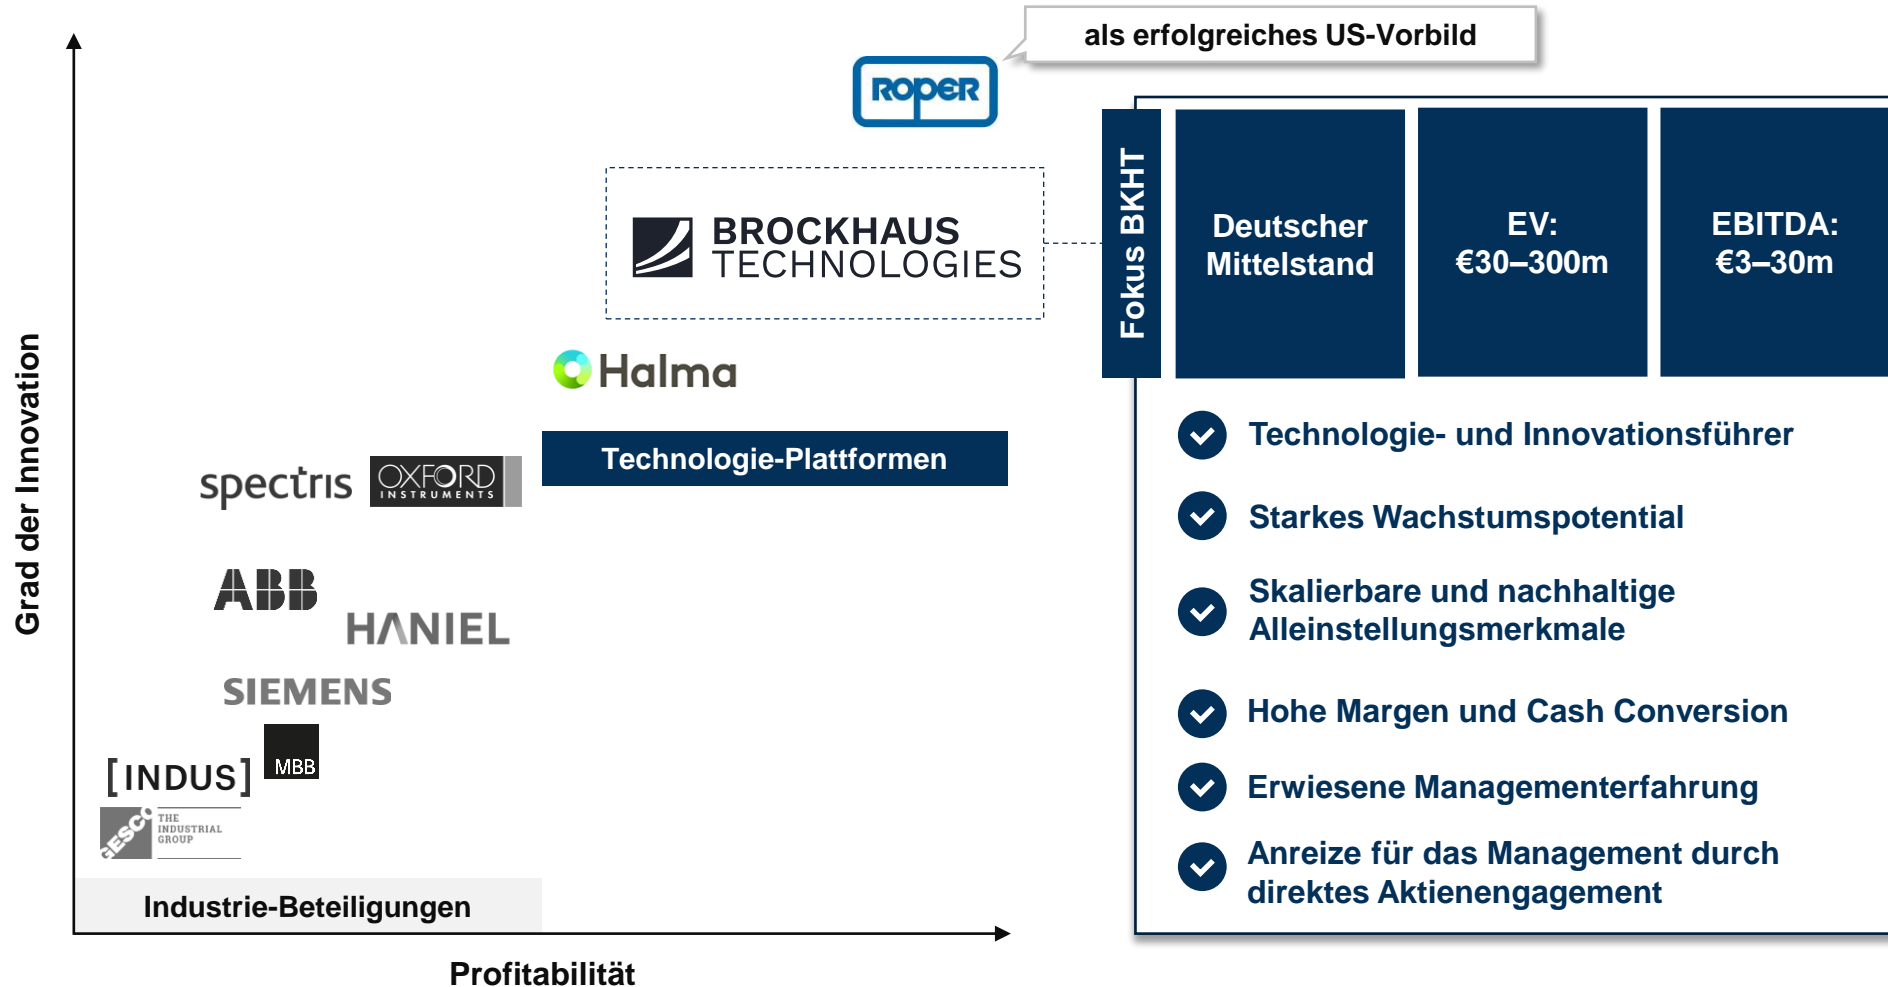 als erfolgreiches US-Vorbild
ROPER
BROCKHAUS
TECHNOLOGIES
Halma
Technologie-Plattformen
spectris
OXFORD
INSTRUMENTS
ABB
HANIEL
SIEMENS
MBB
[INDUS]
GESCO
THE
INDUSTRIAL
GROUP
Industrie-Beteiligungen
Grad der Innovation
Profitabilität
Fokus BKHT
Deutscher
Mittelstand
EV:
€30–300m
EBITDA:
€3–30m
Technologie- und Innovationsführer
Starkes Wachstumspotential
Skalierbare und nachhaltige
Alleinstellungsmerkmale
Hohe Margen und Cash Conversion
Erwiesene Managementerfahrung
Anreize für das Management durch
direktes Aktienengagement